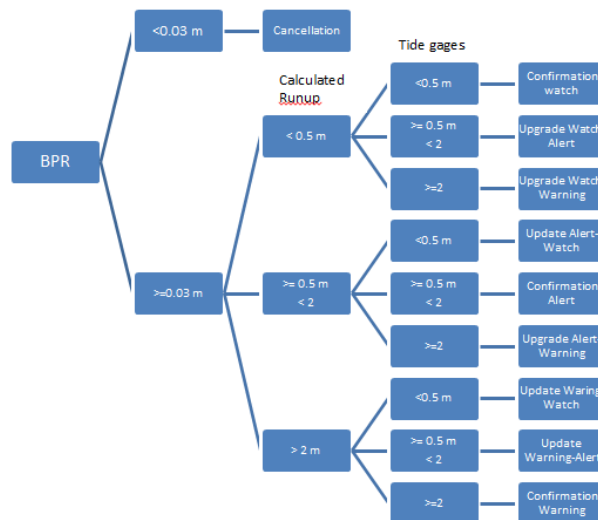 <0.03 m
Cancellation
Tide gages
Calculated
Runup
<0.5 m
Confirmation
watch
< 0.5 m
>= 0.5 m
< 2
Upgrade Watch
Alert
BPR
>=2
Upgrade Watch
Warning
<0.5 m
Update Alert-
Watch
>=0.03 m
>= 0.5 m
< 2
>= 0.5 m
< 2
Confirmation
Alert
>=2
Upgrade Alert-
Warning
<0.5 m
Update Waring
Watch
> 2 m
>= 0.5 m
< 2
Update
Warning-Alert
>=2
Confirmation
Warning